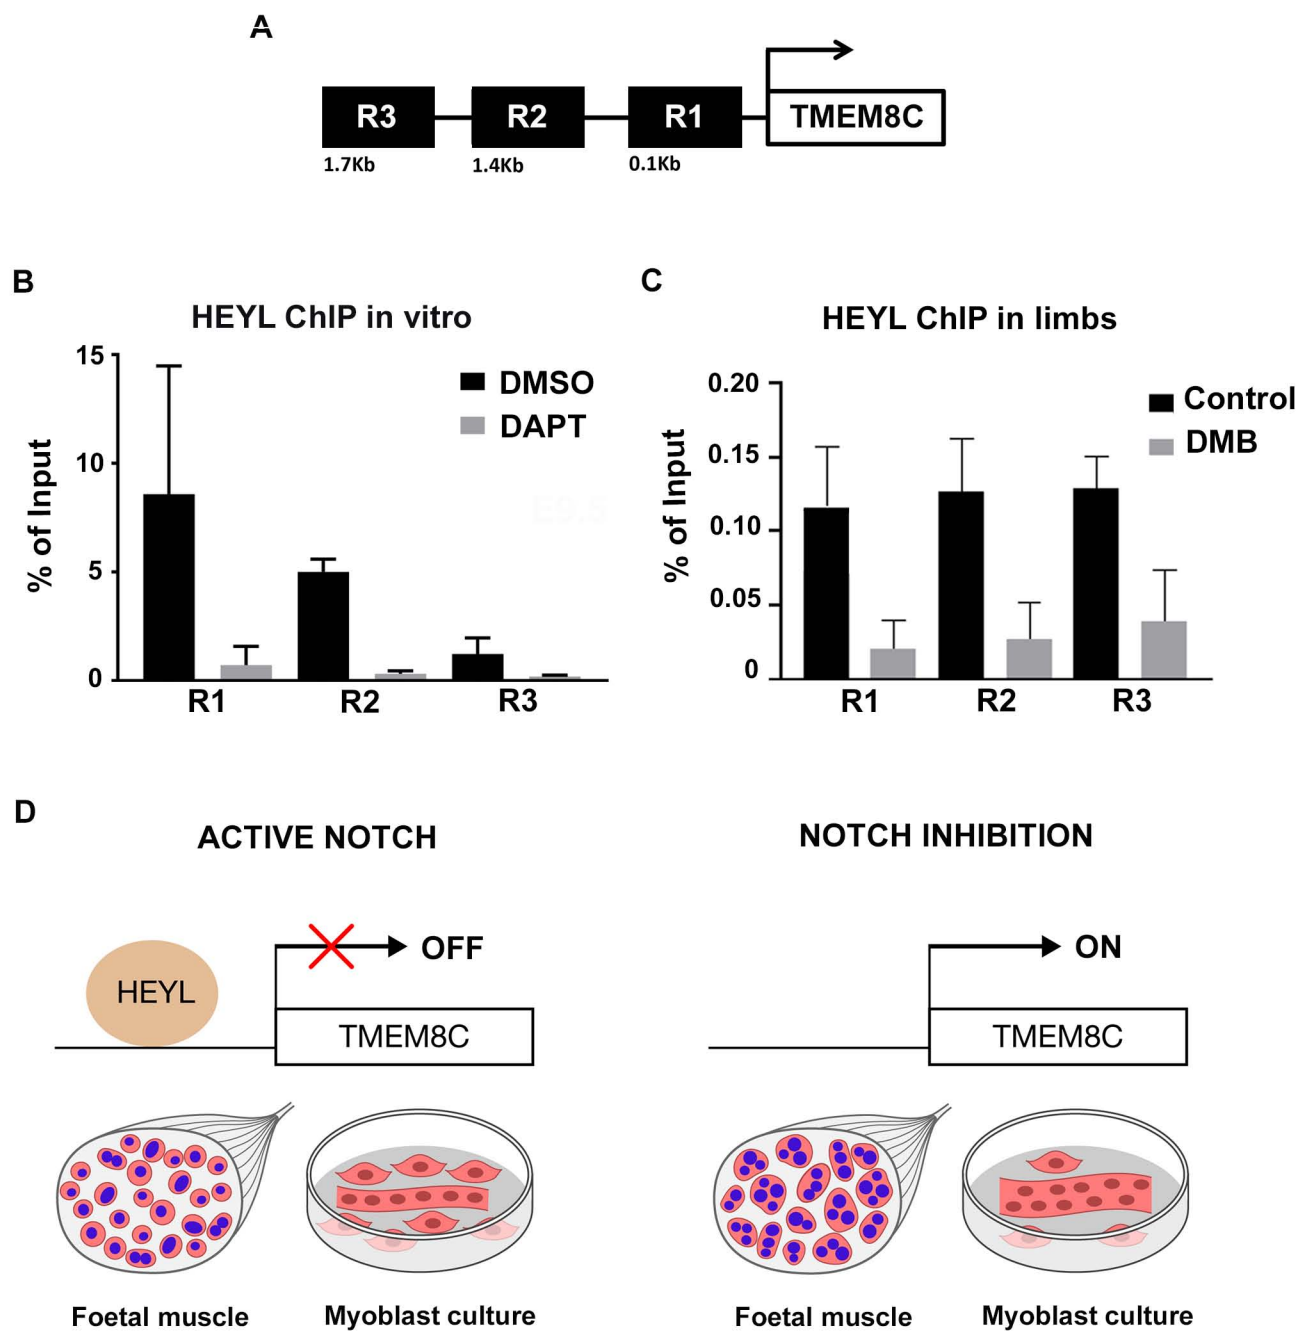 A
R3
R2
R1
TMEM8C
1.7Kb
1.4Kb
0.1Kb
B
HEYL ChIP in vitro
15
10
5
0
% of Input
DMSO
DAPT
E9.5
R1
R2
R3
C
HEYL ChIP in limbs
0.20
0.15
0.10
0.05
0
% of Input
Control
DMB
R1
R2
R3
D
ACTIVE NOTCH
NOTCH INHIBITION
HEYL
OFF
TMEM8C
ON
TMEM8C
Foetal muscle
Myoblast culture
Foetal muscle
Myoblast culture